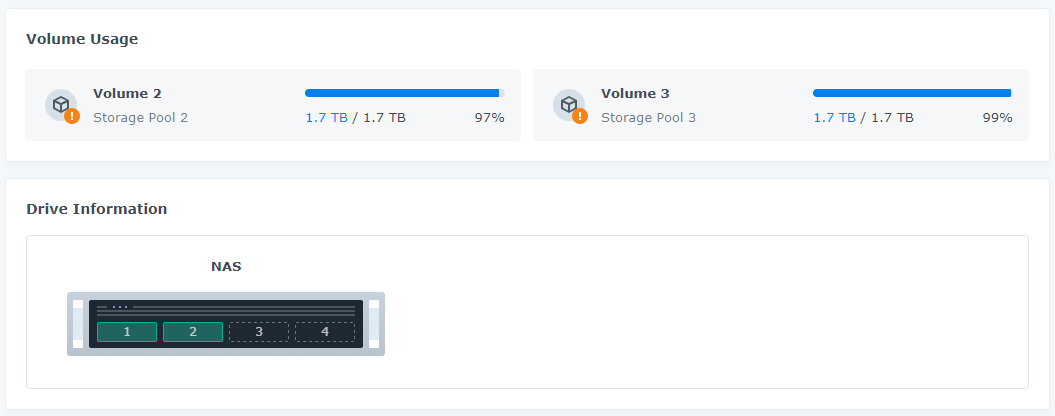 Volume Usage
Volume 2
Storage Pool 2
1.7 TB / 1.7 TB 97%
Volume 3
Storage Pool 3
1.7 TB / 1.7 TB 99%
Drive Information
NAS
1 2 3 4